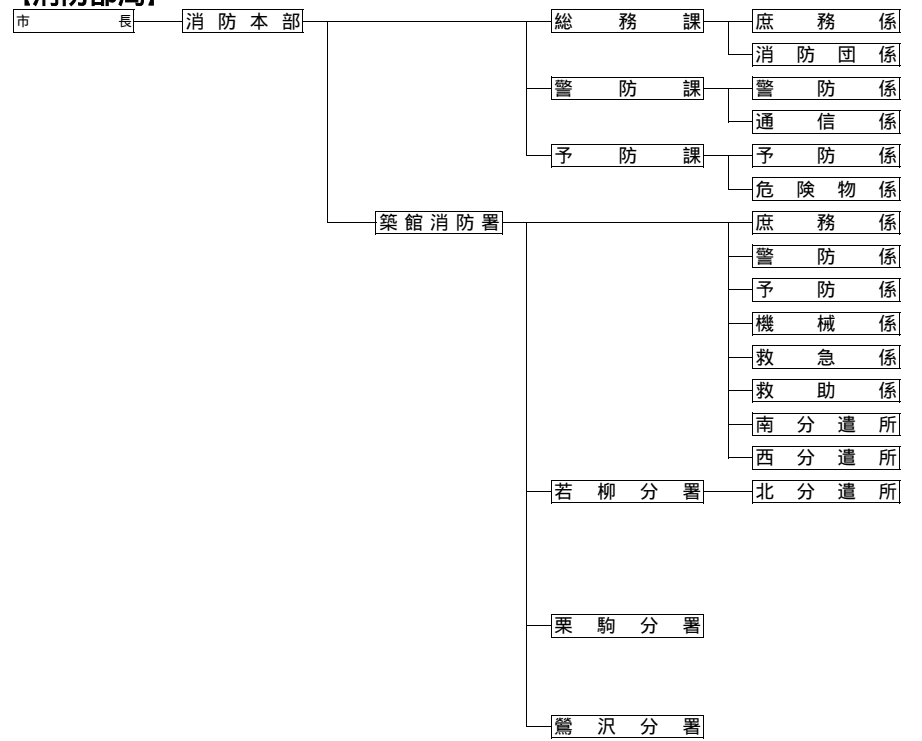 【消防部局】
市長 消防本部 総務課 庶務係
消防団係
警防課 警防係
通信係
予防課 予防係
危険物係
築館消防署 庶務係
警防係
予防係
機械係
救急係
救助係
南分遣所
西分遣所
若柳分署 北分遣所
栗駒分署
鶯沢分署